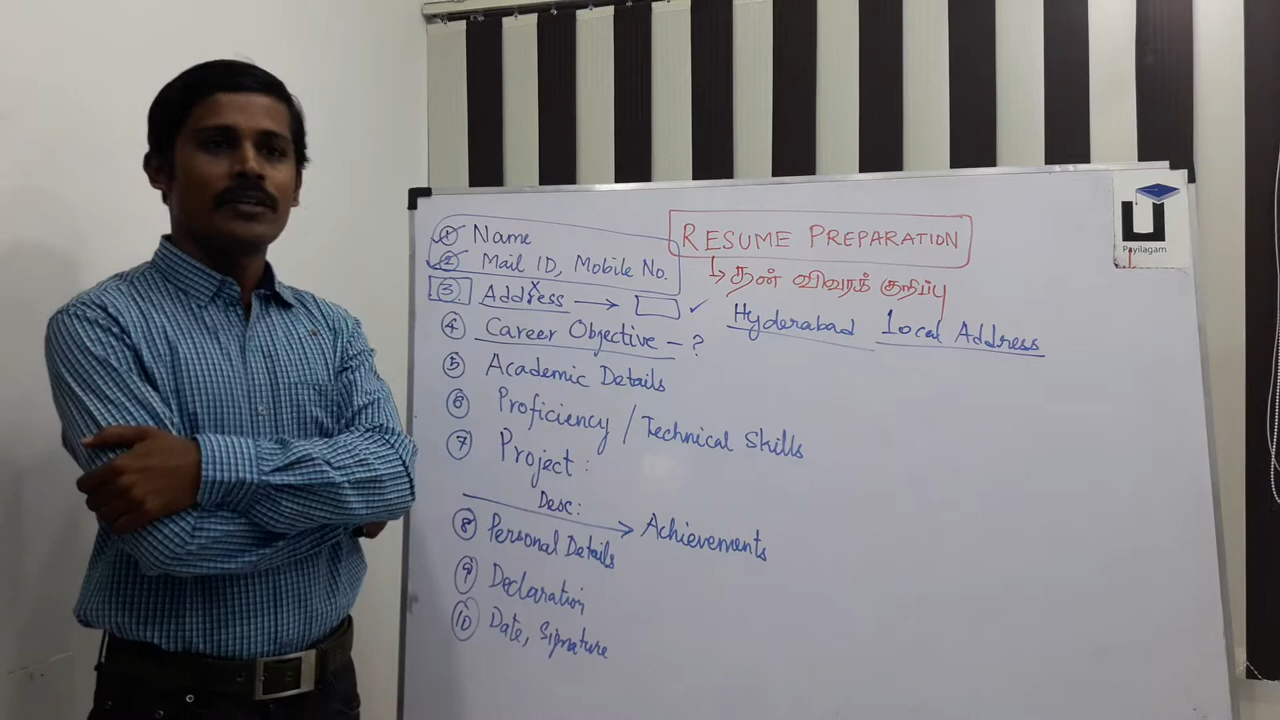 RESUME PREPARATION
தன் விவரக் குறிப்பு
① Name
② Mail ID, Mobile No.
③ Address
Hyderabad Local Address
④ Career Objective - ?
⑤ Academic Details
⑥ Proficiency / Technical Skills
⑦ Project :
Desc:
Achievements
⑧ Personal Details
⑨ Declaration
⑩ Date, Signature
Payilagam